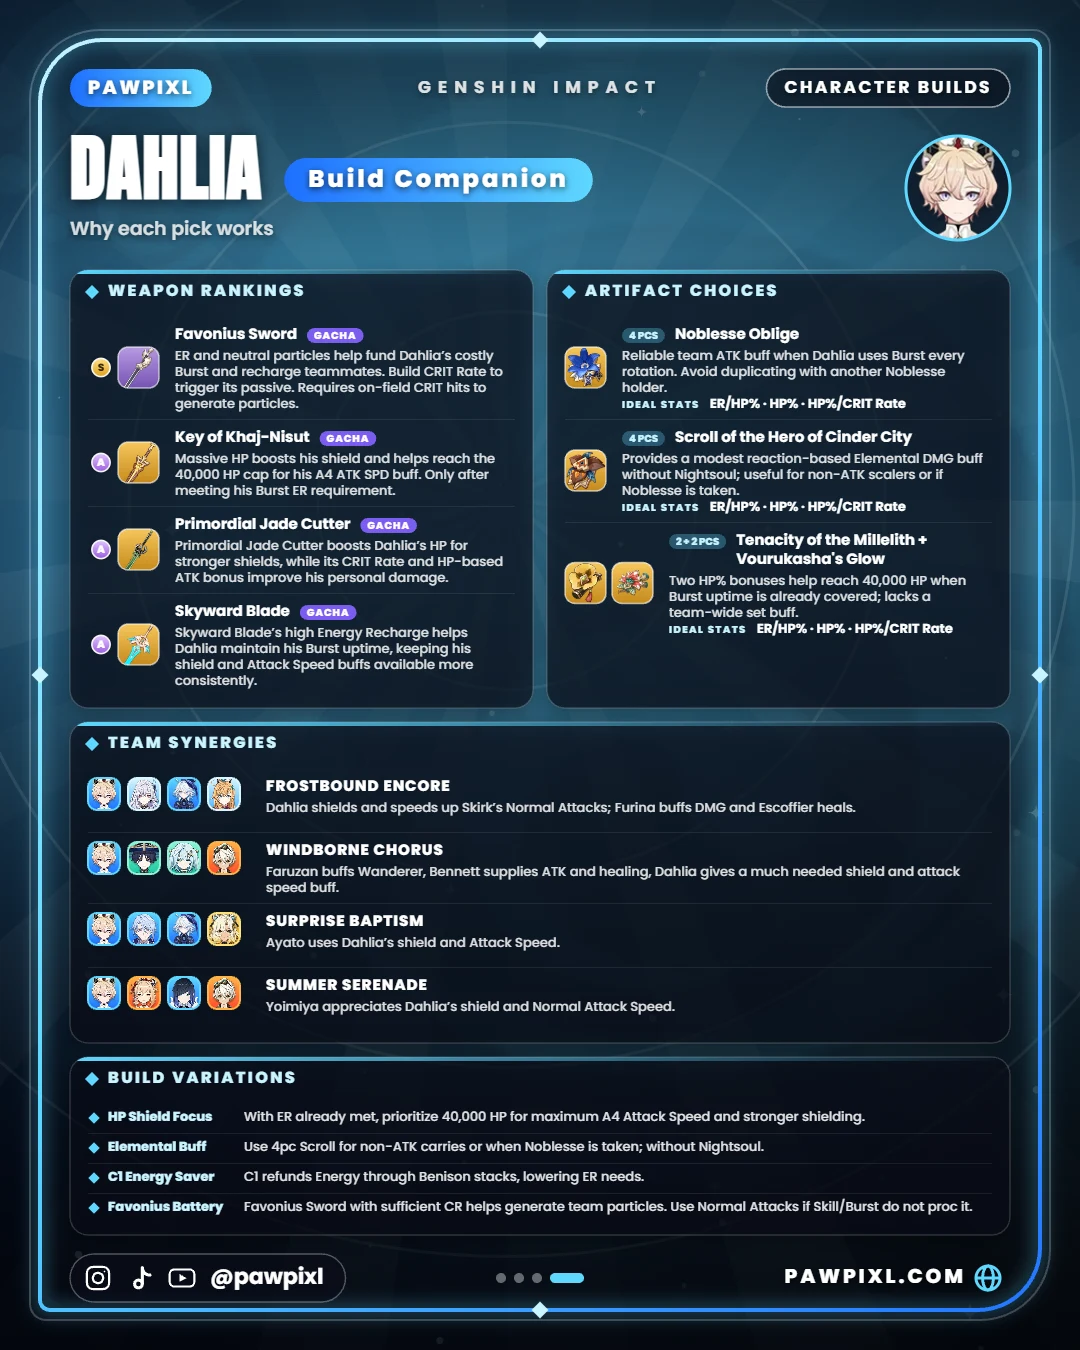 PAWPIXL
GENSHIN IMPACT
CHARACTER BUILDS
DAHLIA
Build Companion
Why each pick works
WEAPON RANKINGS
S
Favonius Sword GACHA
ER and neutral particles help fund Dahlia's costly
Burst and recharge teammates. Build CRIT Rate to
trigger its passive. Requires on-field CRIT hits to
generate particles.
A
Key of Khaj-Nisut GACHA
Massive HP boosts his shield and helps reach the
40,000 HP cap for his A4 ATK SPD buff. Only after
meeting his Burst ER requirement.
A
Primordial Jade Cutter GACHA
Primordial Jade Cutter boosts Dahlia's HP for
stronger shields, while its CRIT Rate and HP-based
ATK bonus improve his personal damage.
A
Skyward Blade GACHA
Skyward Blade's high Energy Recharge helps
Dahlia maintain his Burst uptime, keeping his
shield and Attack Speed buffs available more
consistently.
ARTIFACT CHOICES
4 PCS Noblesse Oblige
Reliable team ATK buff when Dahlia uses Burst every
rotation. Avoid duplicating with another Noblesse
holder.
IDEAL STATS ER/HP% · HP% · HP%/CRIT Rate
4 PCS Scroll of the Hero of Cinder City
Provides a modest reaction-based Elemental DMG buff
without Nightsoul; useful for non-ATK scalers or if
Noblesse is taken.
IDEAL STATS ER/HP% · HP% · HP%/CRIT Rate
2+2 PCS Tenacity of the Millelith +
Vourukasha's Glow
Two HP% bonuses help reach 40,000 HP when
Burst uptime is already covered; lacks a
team-wide set buff.
IDEAL STATS ER/HP% · HP% · HP%/CRIT Rate
TEAM SYNERGIES
FROSTBOUND ENCORE
Dahlia shields and speeds up Skirk's Normal Attacks; Furina buffs DMG and Escoffier heals.
WINDBORNE CHORUS
Faruzan buffs Wanderer, Bennett supplies ATK and healing, Dahlia gives a much needed shield and attack
speed buff.
SURPRISE BAPTISM
Ayato uses Dahlia's shield and Attack Speed.
SUMMER SERENADE
Yoimiya appreciates Dahlia's shield and Normal Attack Speed.
BUILD VARIATIONS
HP Shield Focus With ER already met, prioritize 40,000 HP for maximum A4 Attack Speed and stronger shielding.
Elemental Buff Use 4pc Scroll for non-ATK carries or when Noblesse is taken; without Nightsoul.
C1 Energy Saver C1 refunds Energy through Benison stacks, lowering ER needs.
Favonius Battery Favonius Sword with sufficient CR helps generate team particles. Use Normal Attacks if Skill/Burst do not proc it.
@pawpixl
PAWPIXL.COM